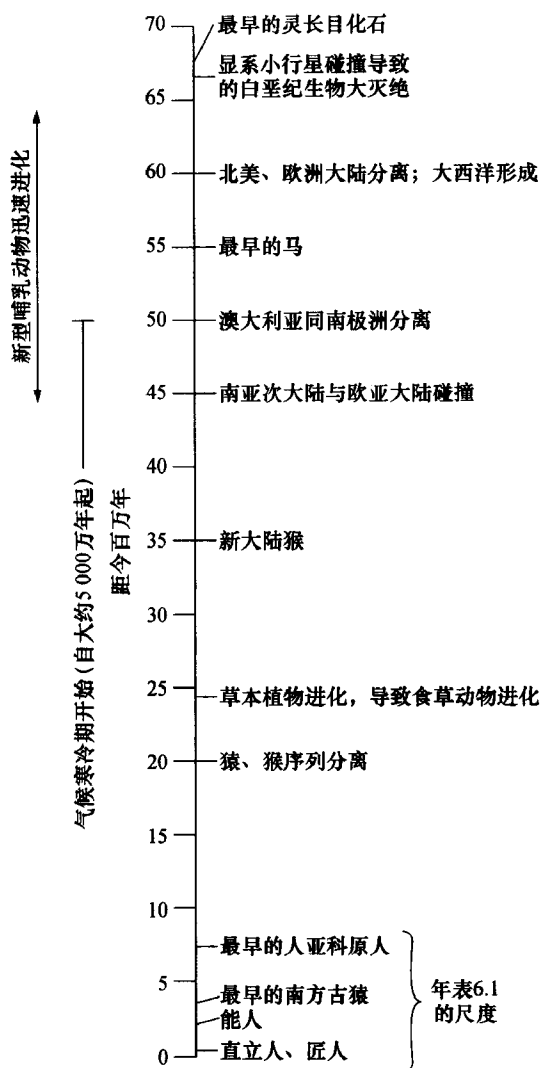 70
最早的灵长目化石
显系小行星碰撞导致
的白垩纪生物大灭绝
65
60
北美、欧洲大陆分离；大西洋形成
55
最早的马
50
澳大利亚同南极洲分离
45
南亚次大陆与欧亚大陆碰撞
40
35
新大陆猴
30
25
草本植物进化，导致食草动物进化
20
猿、猴序列分离
15
10
最早的人亚科原人
5
最早的南方古猿
能人
直立人、匠人
0
年表6.1
的尺度
新型哺乳动物迅速进化
气候寒冷期开始（自大约5 000万年起）
距今百万年